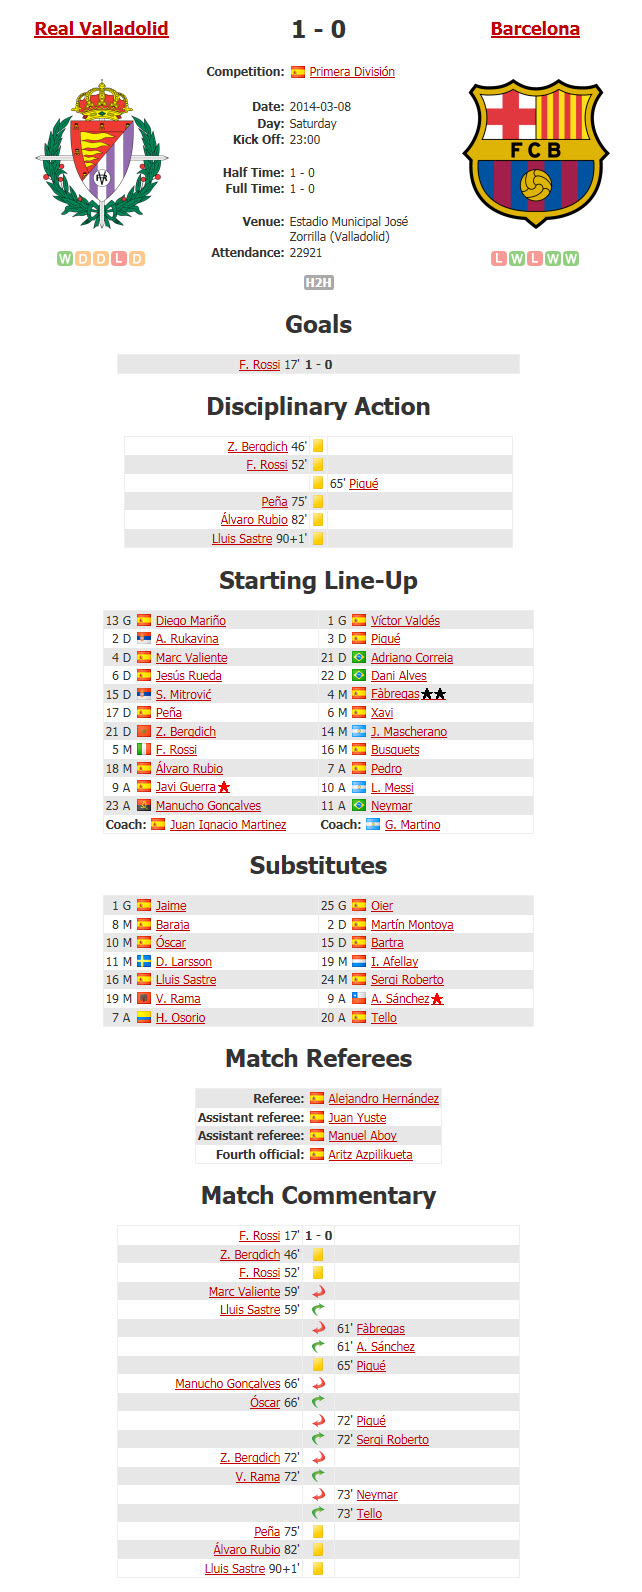 Real Valladolid 1 - 0 Barcelona
Competition: Primera División
Date: 2014-03-08
Day: Saturday
Kick Off: 23:00
Half Time: 1 - 0
Full Time: 1 - 0
Venue: Estadio Municipal José
Zorrilla (Valladolid)
Attendance: 22921
FCB
W D D L D
L W L W W
H2H
Goals
F. Rossi 17' 1 - 0
Disciplinary Action
Z. Bergdich 46'
F. Rossi 52'
65' Piqué
Peña 75'
Álvaro Rubio 82'
Lluis Sastre 90+1'
Starting Line-Up
13 G Diego Mariño 1 G Víctor Valdés
2 D A. Rukavina 3 D Piqué
4 D Marc Valiente 21 D Adriano Correia
6 D Jesús Rueda 22 D Dani Alves
15 D S. Mitrović 4 M Fàbregas
17 D Peña 6 M Xavi
21 D Z. Bergdich 14 M J. Mascherano
5 M F. Rossi 16 M Busquets
18 M Álvaro Rubio 7 A Pedro
9 A Javi Guerra 10 A L. Messi
23 A Manucho Gonçalves 11 A Neymar
Coach: Juan Ignacio Martinez Coach: G. Martino
Substitutes
1 G Jaime 25 G Oier
8 M Baraja 2 D Martín Montoya
10 M Óscar 15 D Bartra
11 M D. Larsson 19 M I. Afellay
16 M Lluis Sastre 24 M Sergi Roberto
19 M V. Rama 9 A A. Sánchez
7 A H. Osorio 20 A Tello
Match Referees
Referee: Alejandro Hernández
Assistant referee: Juan Yuste
Assistant referee: Manuel Aboy
Fourth official: Aritz Azpilikueta
Match Commentary
F. Rossi 17' 1 - 0
Z. Bergdich 46'
F. Rossi 52'
Marc Valiente 59'
Lluis Sastre 59'
61' Fàbregas
61' A. Sánchez
65' Piqué
Manucho Gonçalves 66'
Óscar 66'
72' Piqué
72' Sergi Roberto
Z. Bergdich 72'
V. Rama 72'
73' Neymar
73' Tello
Peña 75'
Álvaro Rubio 82'
Lluis Sastre 90+1'